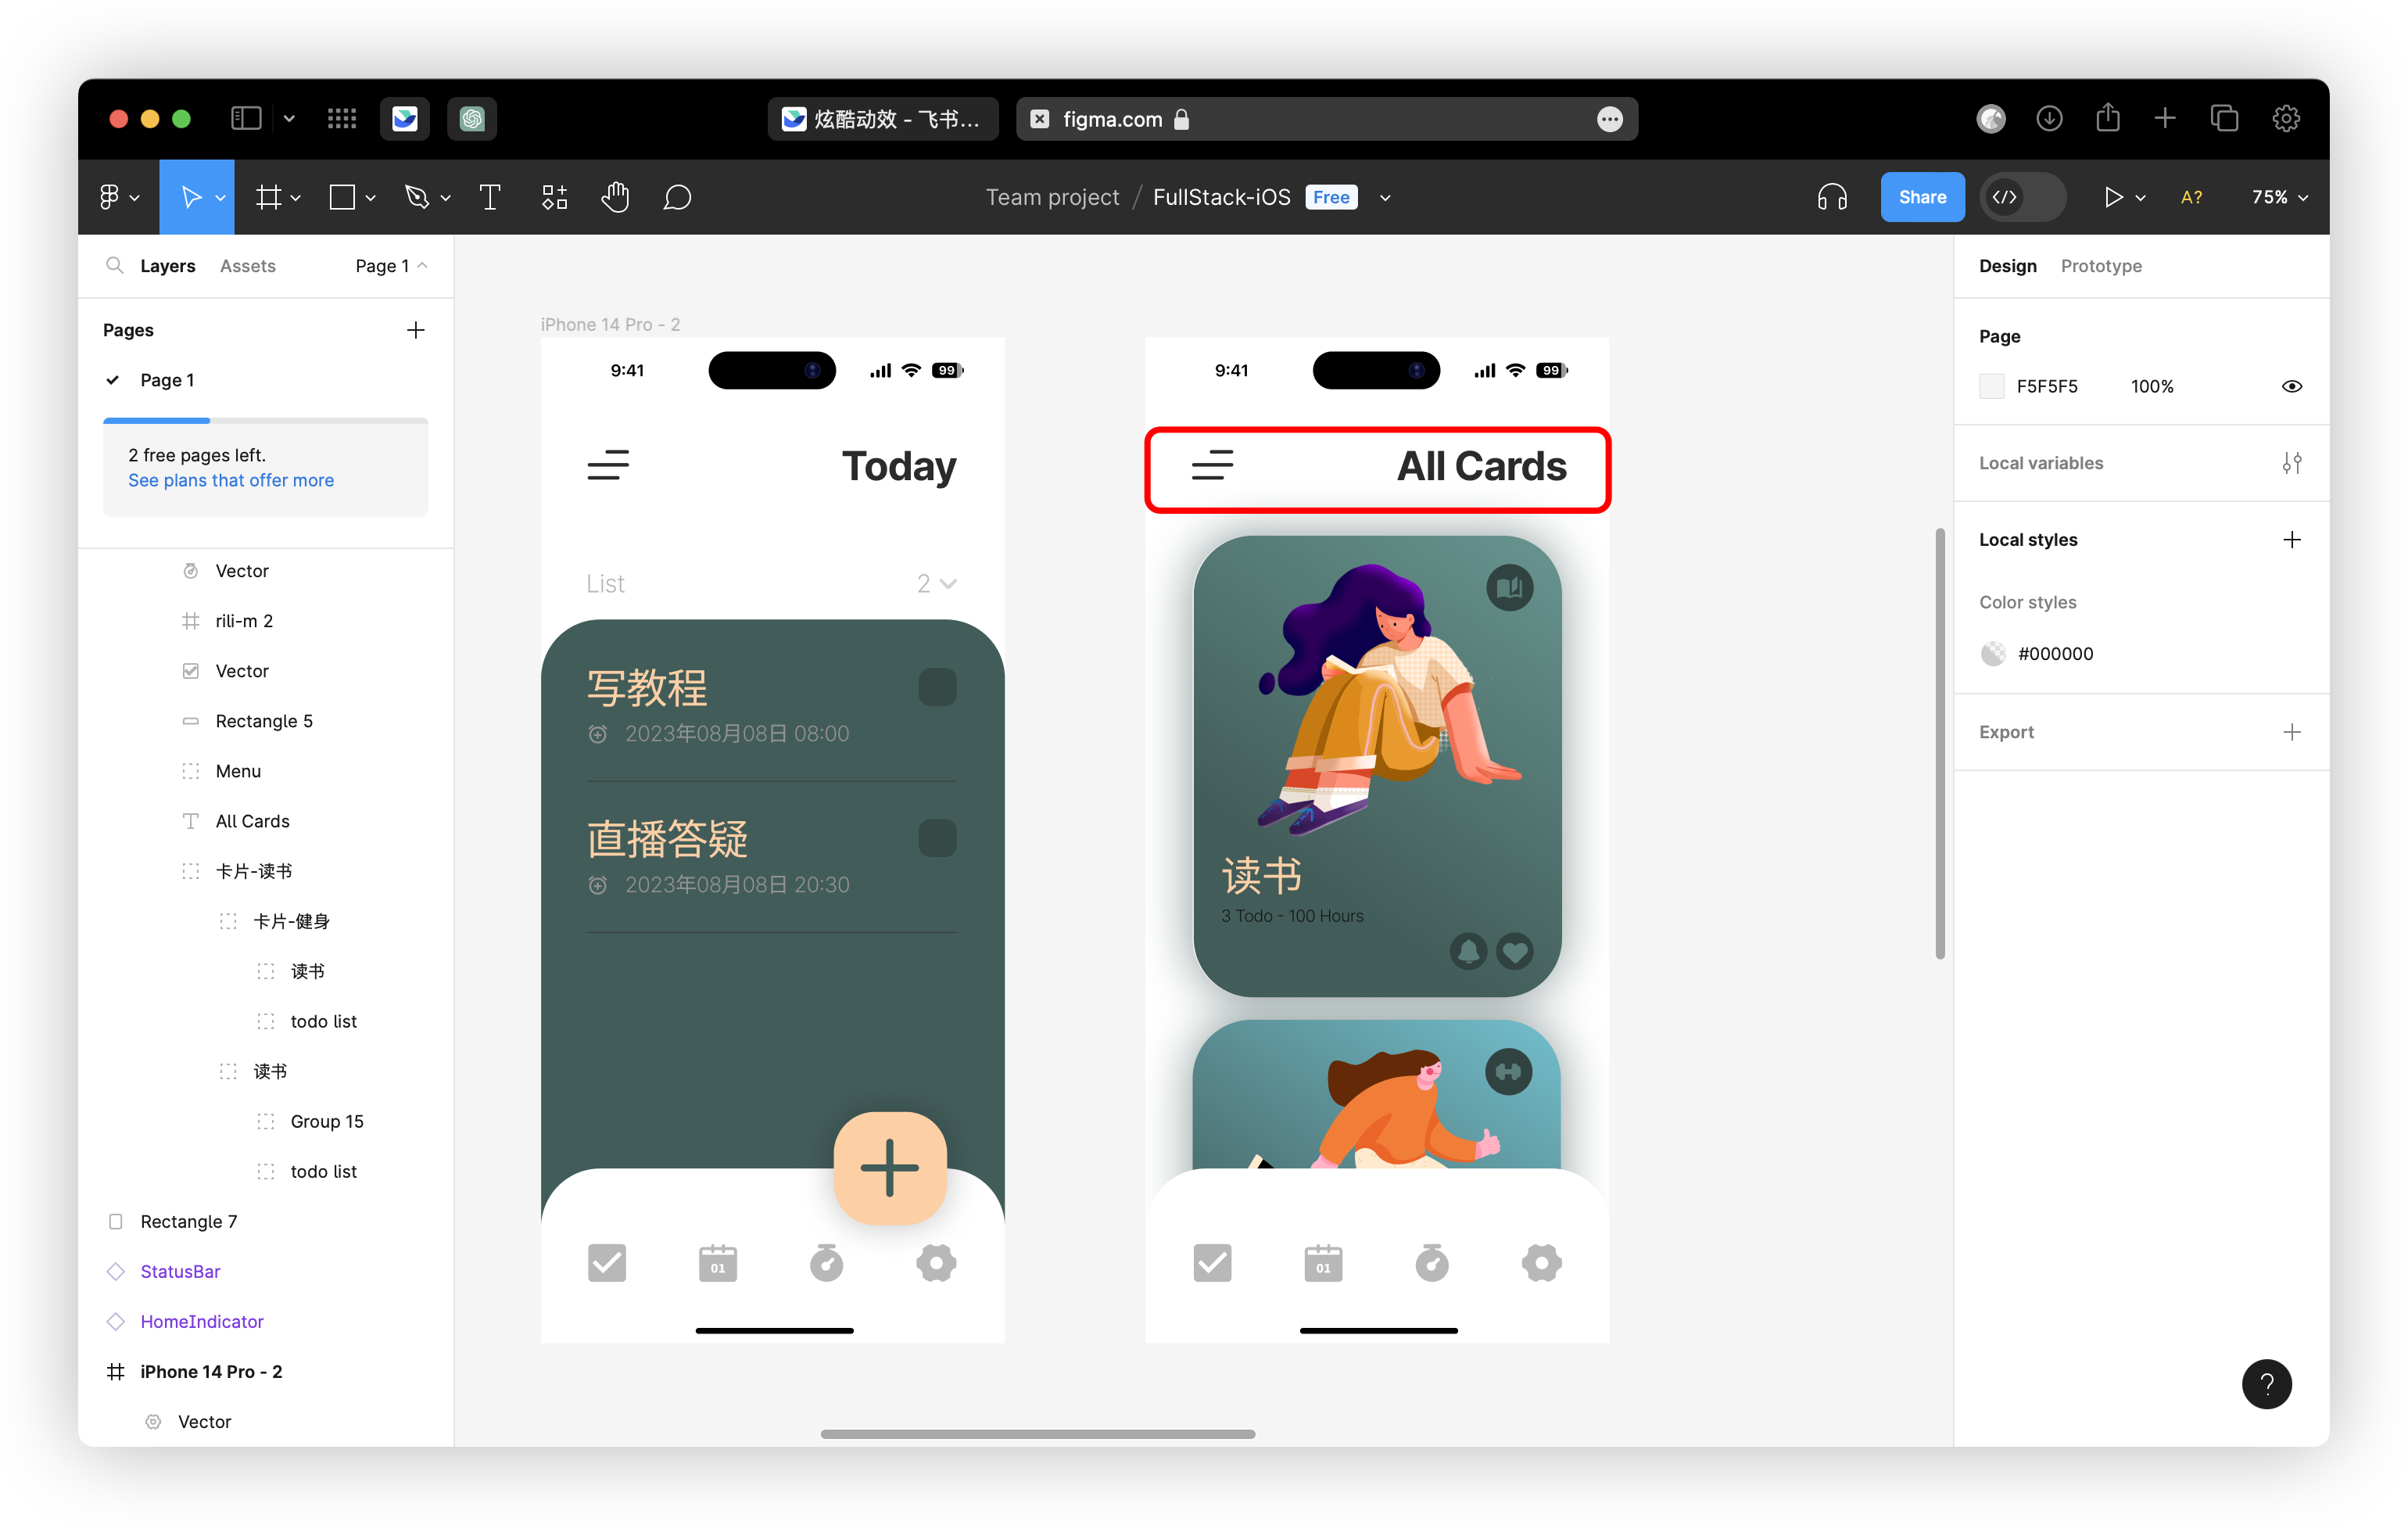 炫酷动效 - 飞书...
figma.com
Team project / FullStack-iOS Free
Share
A?
75%
Layers Assets Page 1
Pages
Page 1
2 free pages left.
See plans that offer more
Vector
rili-m 2
Vector
Rectangle 5
Menu
All Cards
卡片-读书
卡片-健身
读书
todo list
读书
Group 15
todo list
Rectangle 7
StatusBar
HomeIndicator
iPhone 14 Pro - 2
Vector
iPhone 14 Pro - 2
9:41
99
Today
List
2
写教程
2023年08月08日 08:00
直播答疑
2023年08月08日 20:30
01
9:41
99
All Cards
读书
3 Todo - 100 Hours
01
Design Prototype
Page
F5F5F5 100%
Local variables
Local styles
Color styles
#000000
Export
?